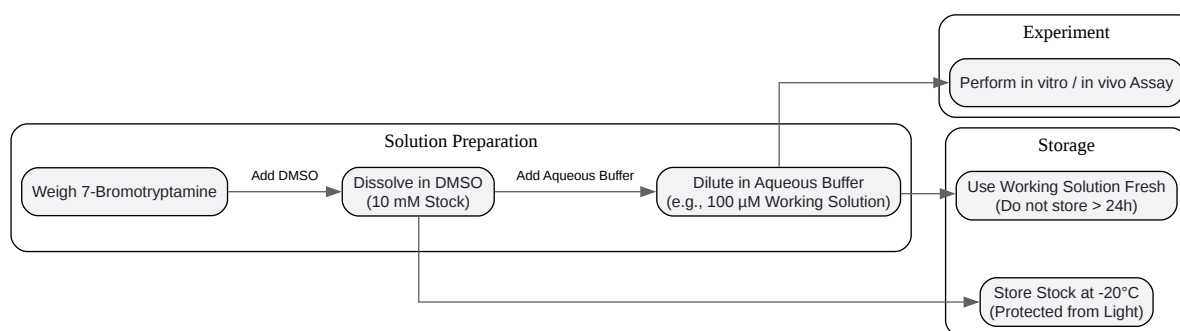 Experiment
Perform in vitro / in vivo Assay
Solution Preparation
Storage
Weigh 7-Bromotryptamine
Add DMSO
Dissolve in DMSO
(10 mM Stock)
Add Aqueous Buffer
Dilute in Aqueous Buffer
(e.g., 100 µM Working Solution)
Use Working Solution Fresh
(Do not store > 24h)
Store Stock at -20°C
(Protected from Light)